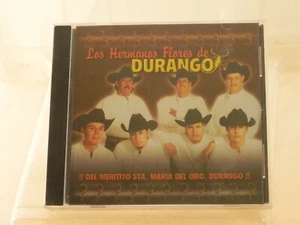 Los Hermanos Flores de
DURANGO
!! DEL MERITITO STA. MARIA DEL ORO, DURANGO !!